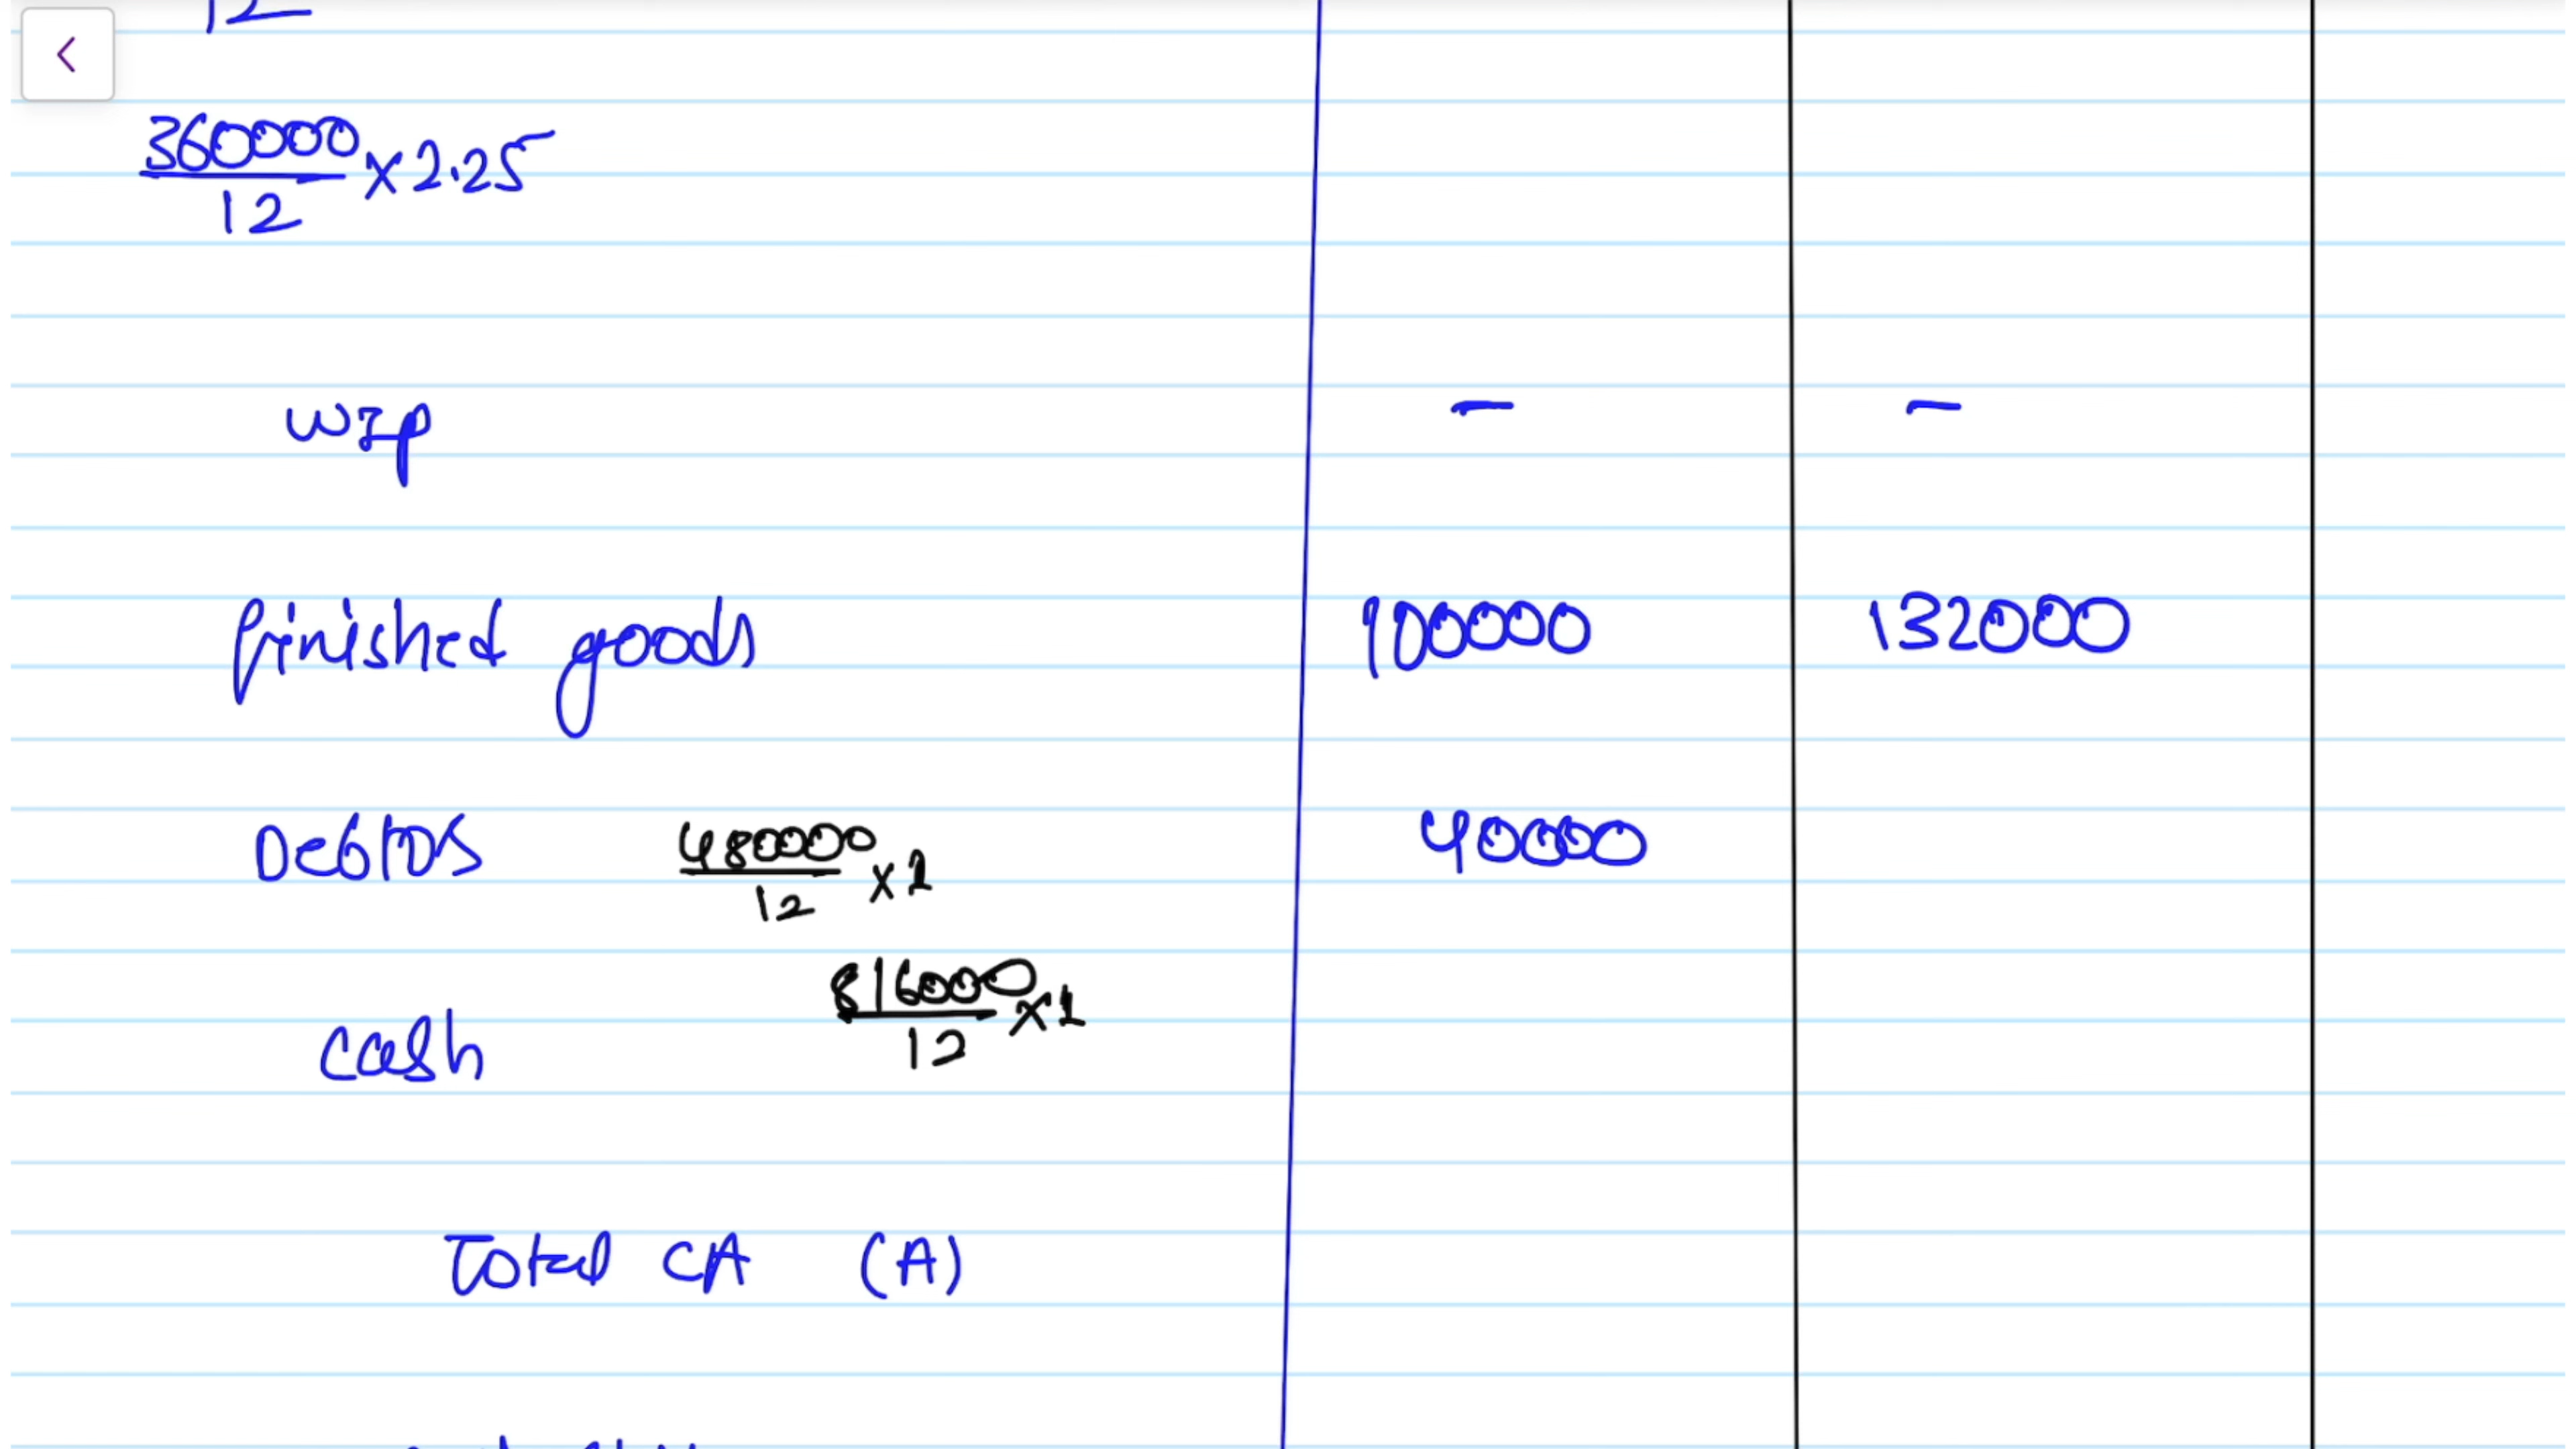 12
360000
12 × 2.25
WIP — —
finished goods 100000 132000
Debtors 480000 40000
12 × 1
816000
12 × 1
cash
Total CA (A)